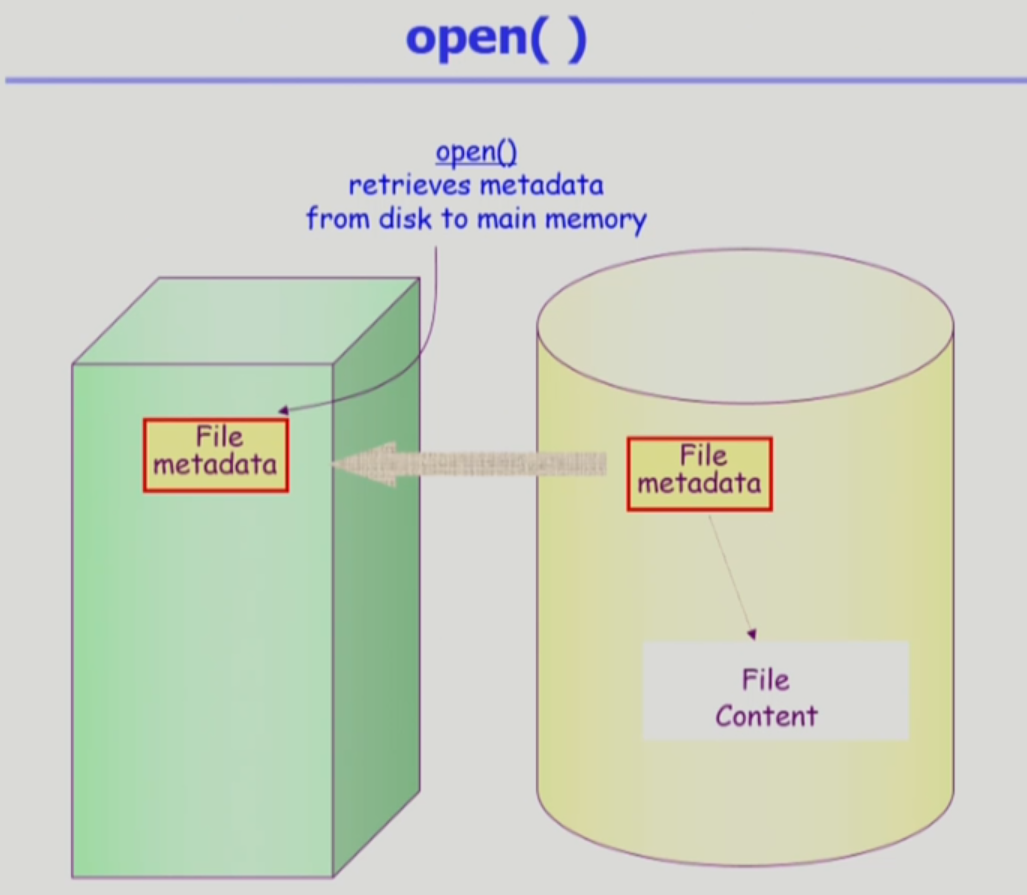 open( )
open()
retrieves metadata
from disk to main memory
File
metadata
File
metadata
File
Content